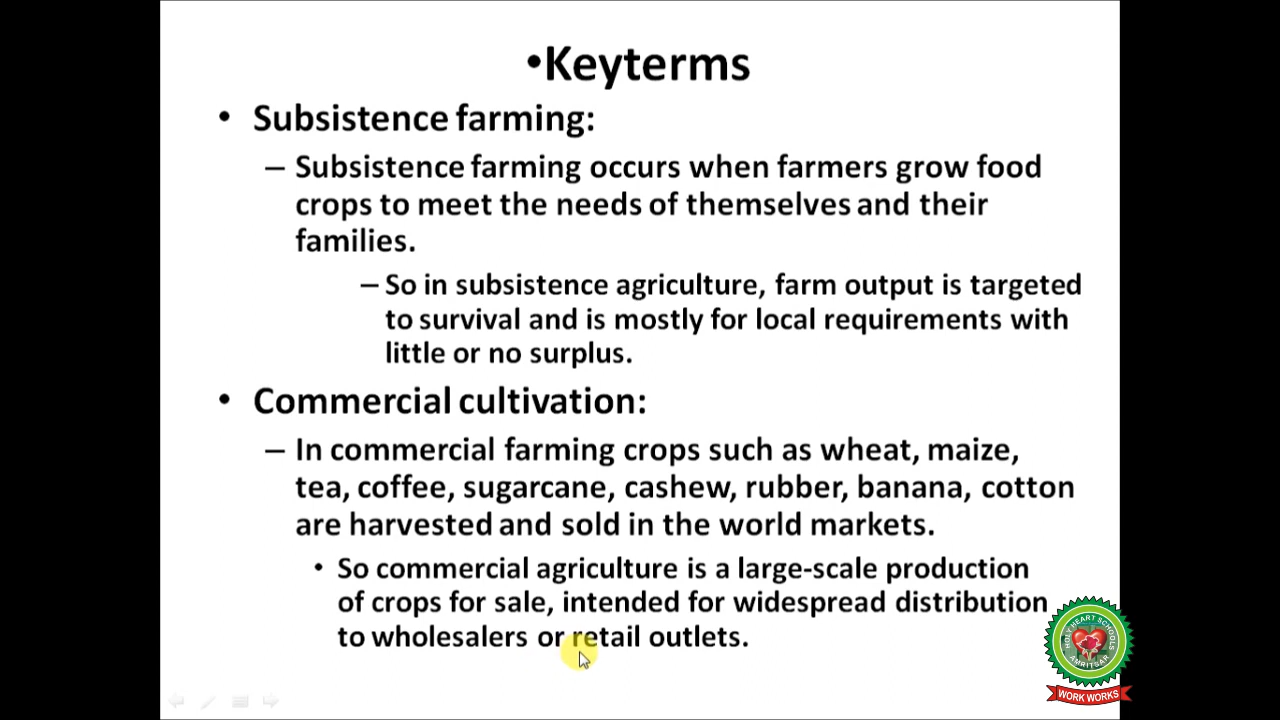 •Keyterms
• Subsistence farming:
– Subsistence farming occurs when farmers grow food
crops to meet the needs of themselves and their
families.
– So in subsistence agriculture, farm output is targeted
to survival and is mostly for local requirements with
little or no surplus.
• Commercial cultivation:
– In commercial farming crops such as wheat, maize,
tea, coffee, sugarcane, cashew, rubber, banana, cotton
are harvested and sold in the world markets.
• So commercial agriculture is a large-scale production
of crops for sale, intended for widespread distribution
to wholesalers or retail outlets.
HOLY HEART SCHOOLS
AMRITSAR
WORK WORKS